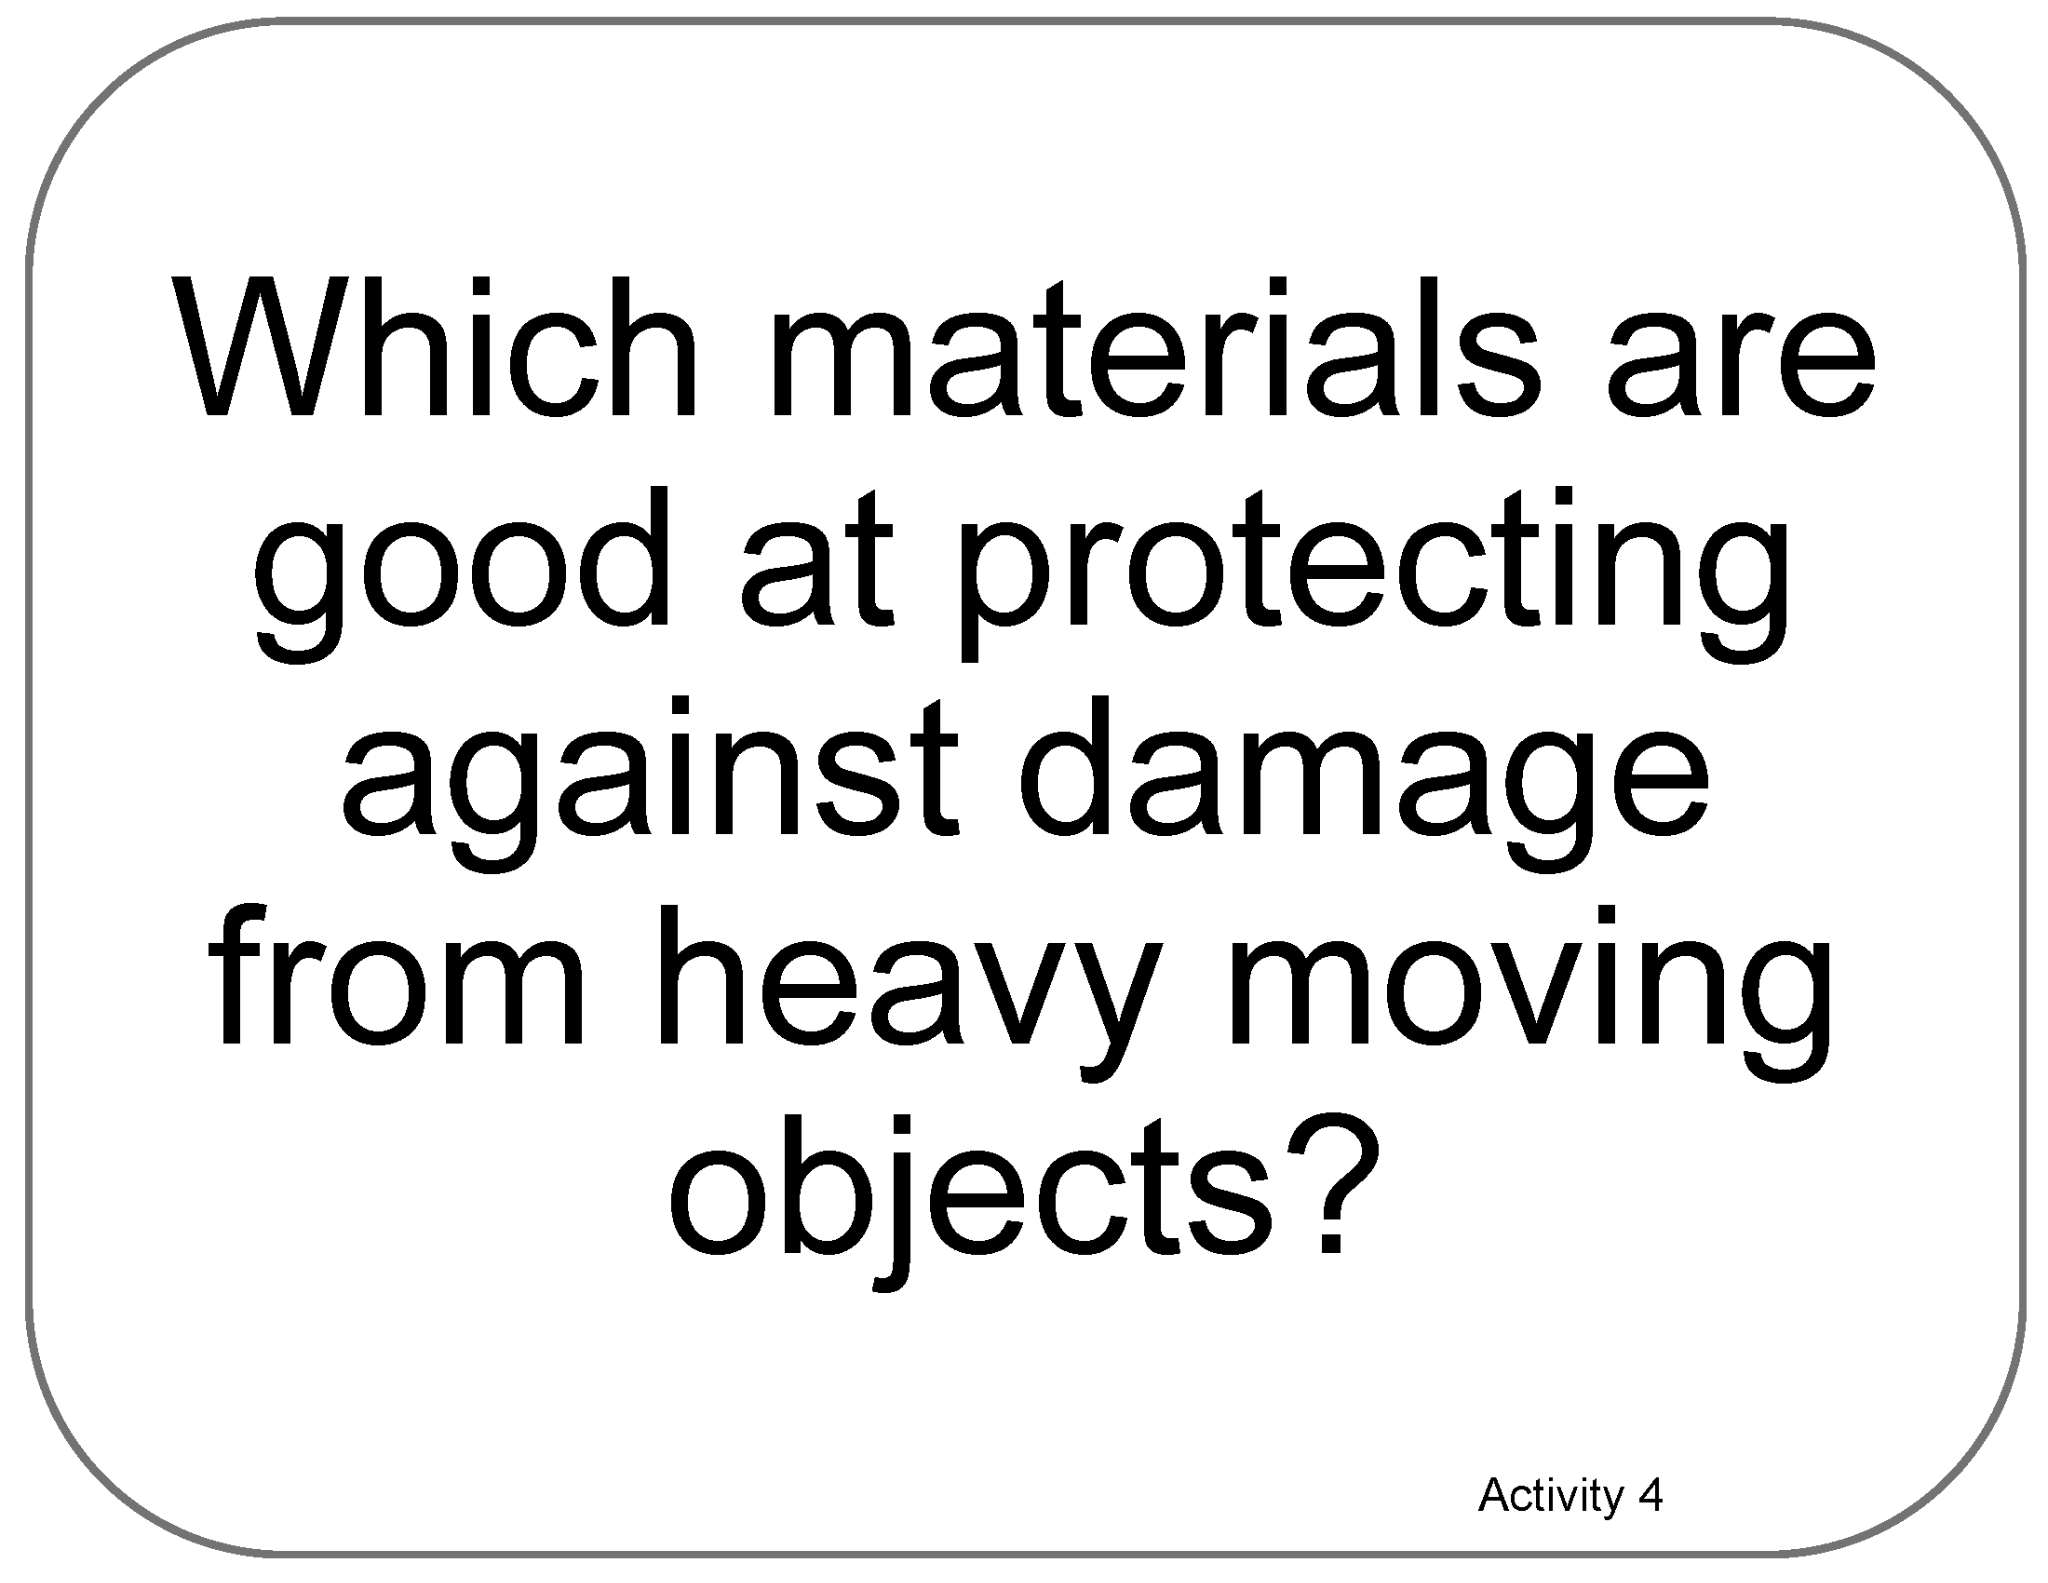 Which materials are
good at protecting
against damage
from heavy moving
objects?
Activity 4